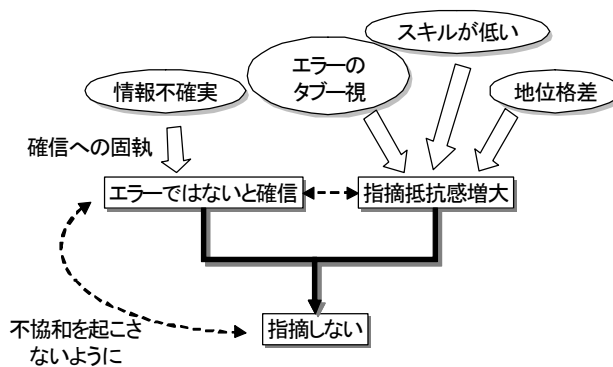 スキルが低い
エラーの
タブー視
情報不確実
地位格差
確信への固執
エラーではないと確信
指摘抵抗感増大
指摘しない
不協和を起こさ
ないように